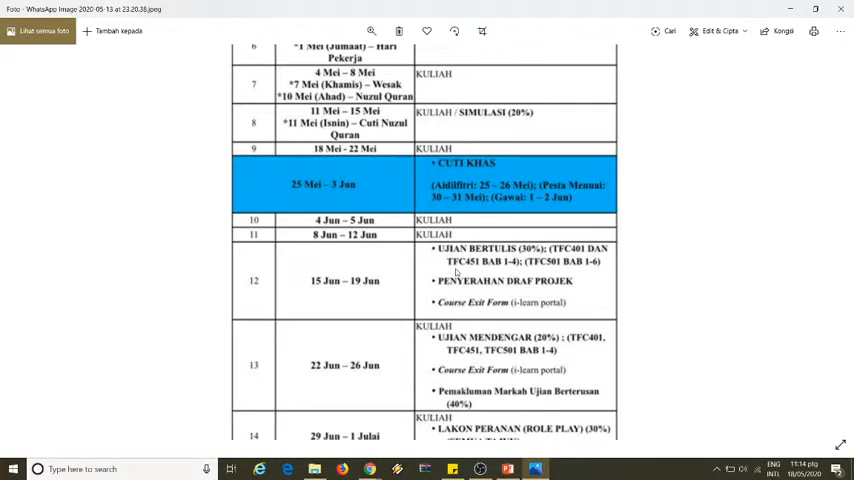 Foto - WhatsApp Image 2020-05-13 at 23.20.38.jpeg
Lihat semua foto
Tambah kepada
Cari
Edit & Cipta
Kongsi
6
*1 Mei (Jumaat) – Hari
Pekerja
7
4 Mei – 8 Mei
*7 Mei (Khamis) – Wesak
*10 Mei (Ahad) – Nuzul Quran
KULIAH
8
11 Mei – 15 Mei
*11 Mei (Isnin) – Cuti Nuzul
Quran
KULIAH / SIMULASI (20%)
9
18 Mei - 22 Mei
KULIAH
25 Mei – 3 Jun
• CUTI KHAS
(Aidilfitri: 25 – 26 Mei); (Pesta Menuai:
30 – 31 Mei); (Gawai: 1 – 2 Jun)
10
4 Jun – 5 Jun
KULIAH
11
8 Jun – 12 Jun
KULIAH
12
15 Jun – 19 Jun
• UJIAN BERTULIS (30%); (TFC401 DAN
TFC451 BAB 1-4); (TFC501 BAB 1-6)
• PENYERAHAN DRAF PROJEK
• Course Exit Form (i-learn portal)
13
22 Jun – 26 Jun
KULIAH
• UJIAN MENDENGAR (20%) ; (TFC401,
TFC451, TFC501 BAB 1-4)
• Course Exit Form (i-learn portal)
• Pemakluman Markah Ujian Berterusan
(40%)
14
29 Jun – 1 Julai
KULIAH
• LAKON PERANAN (ROLE PLAY) (30%)
Type here to search
ENG
INTL
11:14 ptg
18/05/2020
2